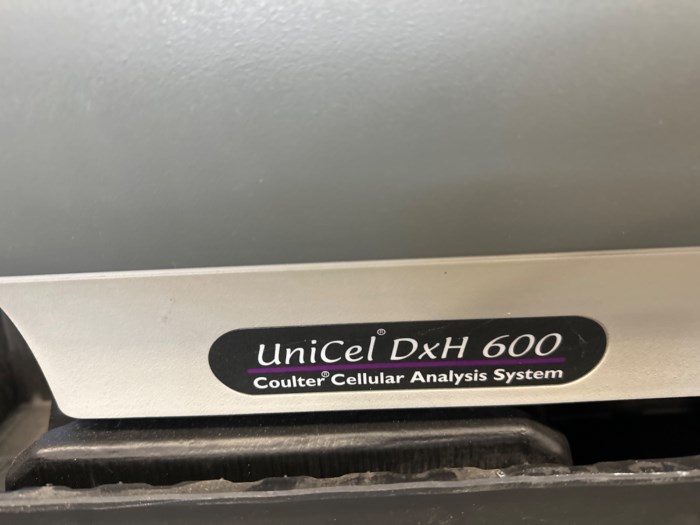 UniCel® DxH 600
Coulter® Cellular Analysis System